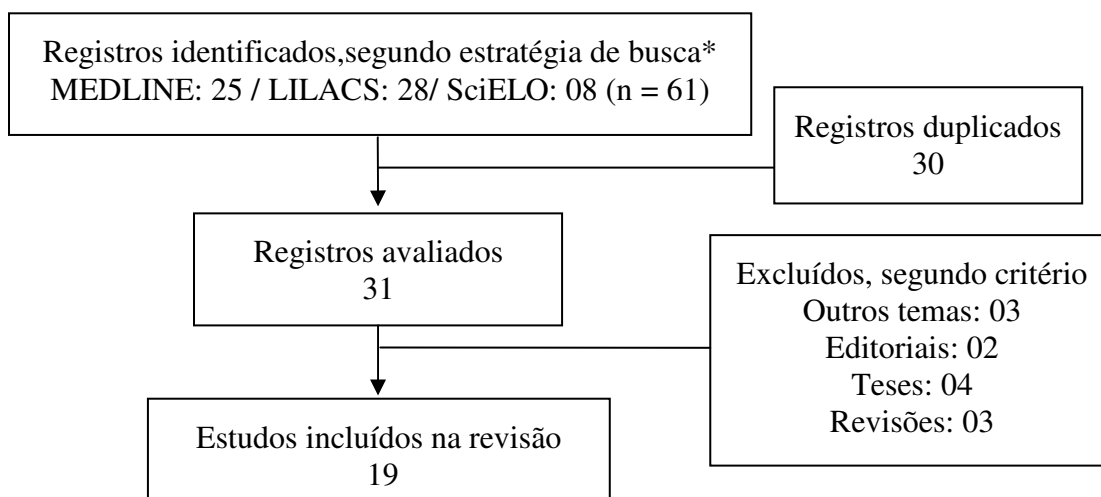 Registros identificados,segundo estratégia de busca*
MEDLINE: 25 / LILACS: 28/ SciELO: 08 (n = 61)
Registros duplicados
30
Registros avaliados
31
Excluídos, segundo critério
Outros temas: 03
Editoriais: 02
Teses: 04
Revisões: 03
Estudos incluídos na revisão
19